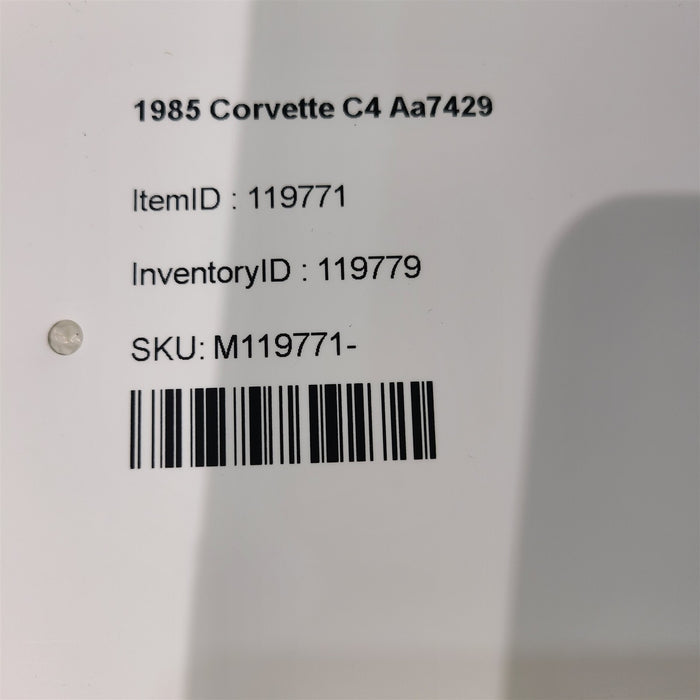 1985 Corvette C4 Aa7429
ItemID : 119771
InventoryID : 119779
SKU: M119771-